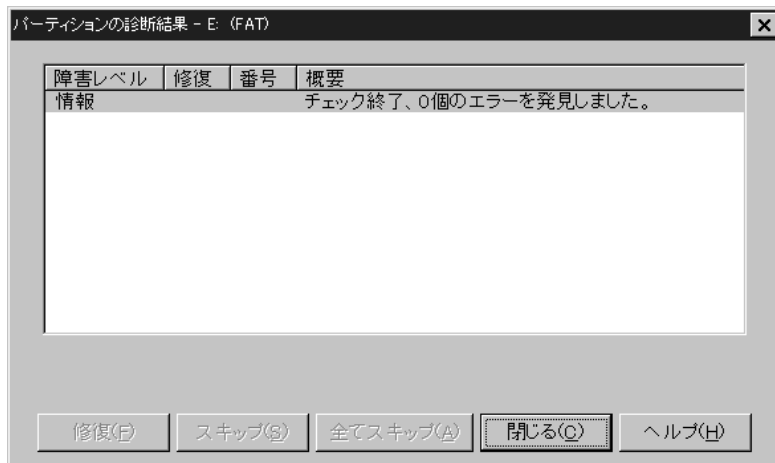 パーティションの診断結果 - E: (FAT)
障害レベル 修復 番号 概要
情報 チェック終了、0個のエラーを発見しました。
修復(F) スキップ(S) 全てスキップ(A) 閉じる(C) ヘルプ(H)